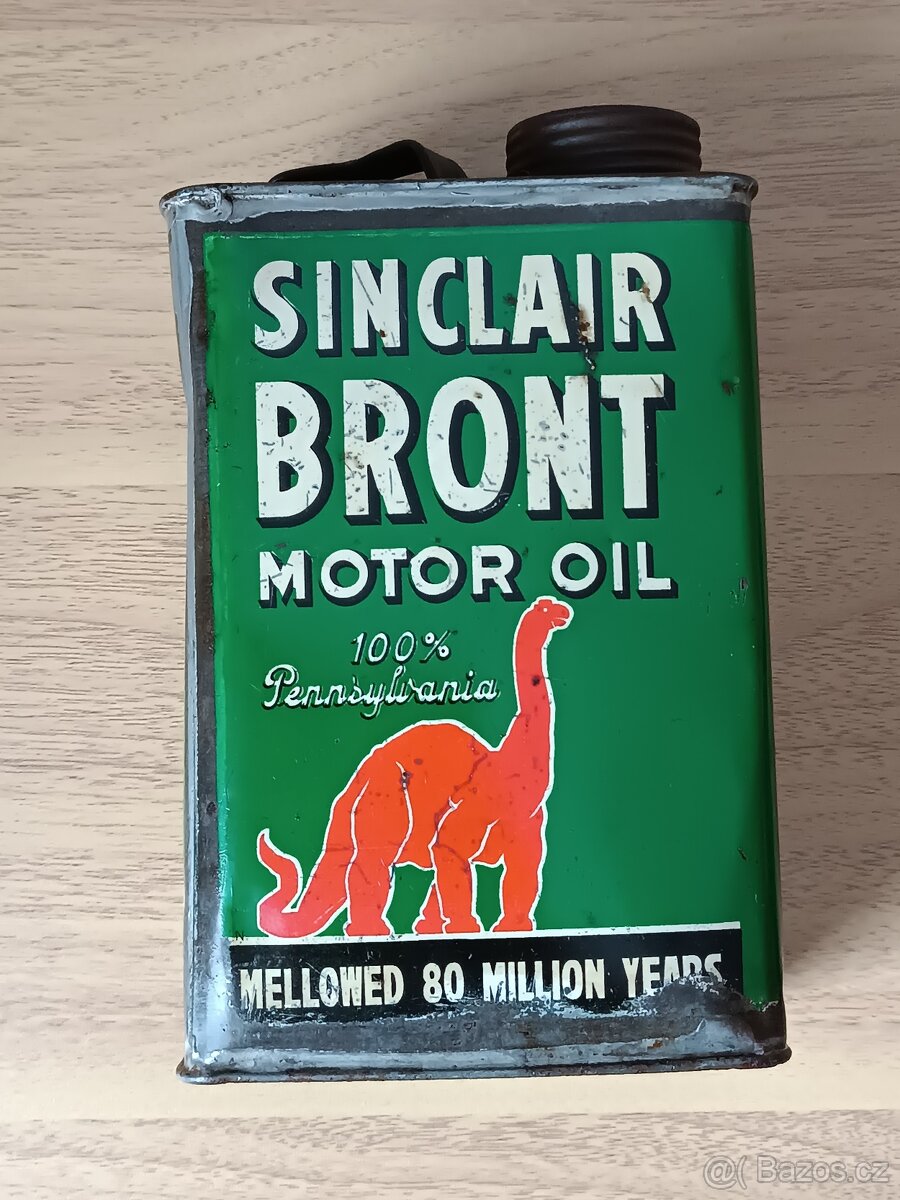 SINCLAIR
BRONT
MOTOR OIL
100%
Pennsylvania
MELLOWED 80 MILLION YEARS
@( Bazos.cz